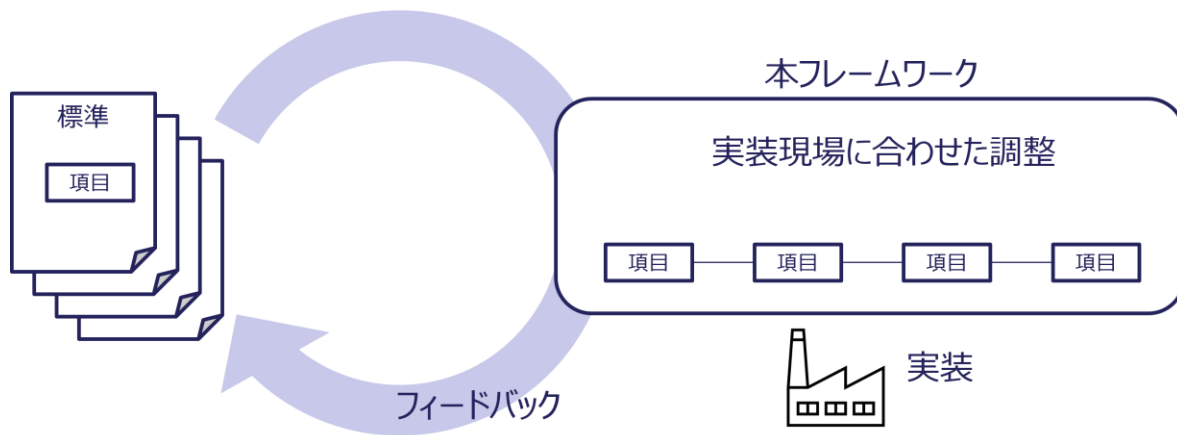 標準
項目
本フレームワーク
実装現場に合わせた調整
項目
項目
項目
項目
実装
フィードバック